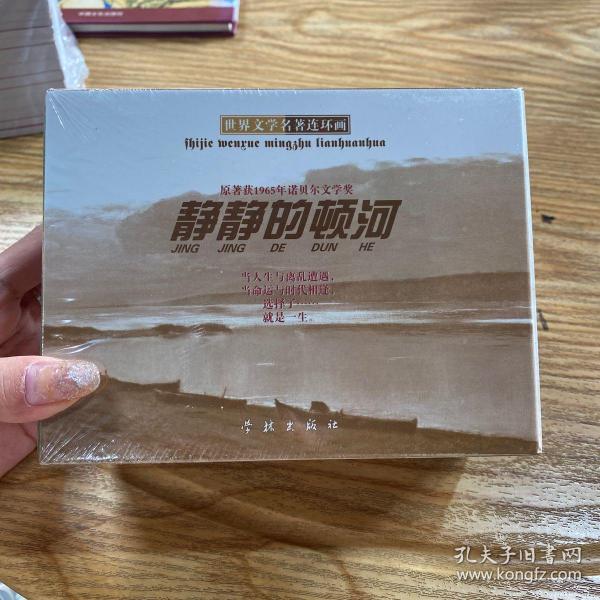 世界文学名著连环画
shijie wenxue mingzhu lianhuanhua
原著获1965年诺贝尔文学奖
静静的顿河
JING JING DE DUN HE
当人生与离乱遭遇,
当命运与时代相逢,
选择了……
就是一生。
学林出版社
孔夫子旧书网
www.kongfz.com